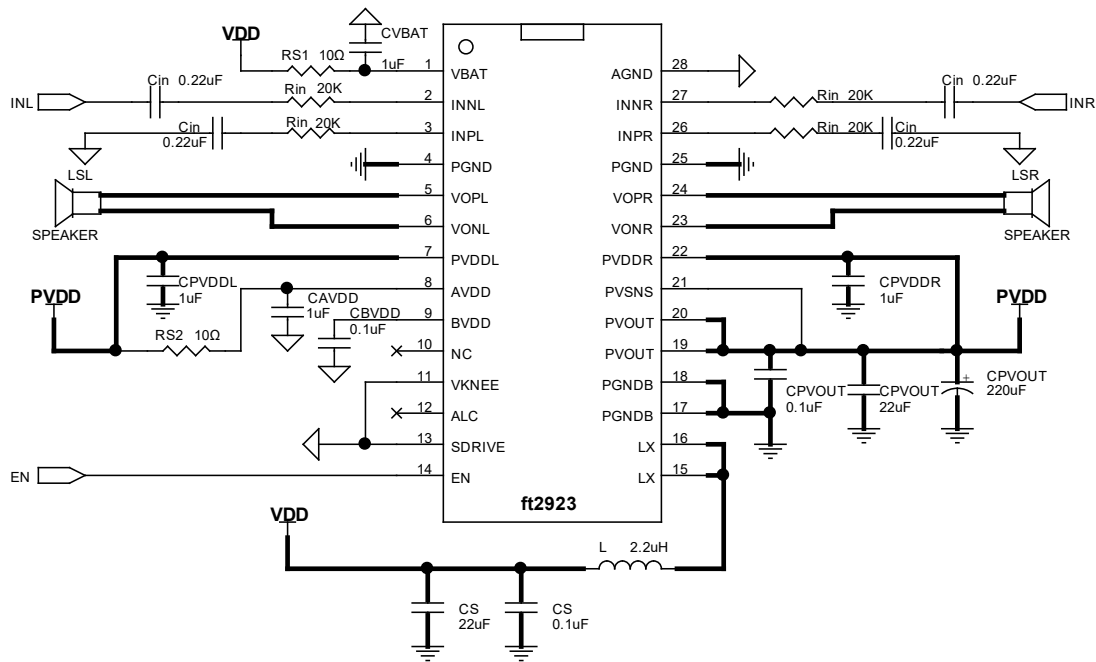 VDD
CVBAT
RS1 10Ω
1uF
1
VBAT
AGND
28
Cin 0.22uF
Rin 20K
INL
2
INNL
INNR
27
Rin 20K
Cin 0.22uF
INR
Cin
0.22uF
Rin 20K
3
INPL
INPR
26
Rin 20K
Cin
0.22uF
4
PGND
PGND
25
LSL
SPEAKER
5
VOPL
VOPR
24
LSR
SPEAKER
6
VONL
VONR
23
7
PVDDL
PVDDR
22
CPVDDL
1uF
CPVDDR
1uF
PVDD
8
AVDD
PVSNS
21
PVDD
CAVDD
1uF
CBVDD
0.1uF
9
BVDD
PVOUT
20
RS2 10Ω
10
NC
PVOUT
19
11
VKNEE
PGNDB
18
CPVOUT
0.1uF
CPVOUT
22uF
CPVOUT
220uF
+
12
ALC
PGNDB
17
13
SDRIVE
LX
16
EN
14
EN
LX
15
ft2923
VDD
L 2.2uH
CS
22uF
CS
0.1uF